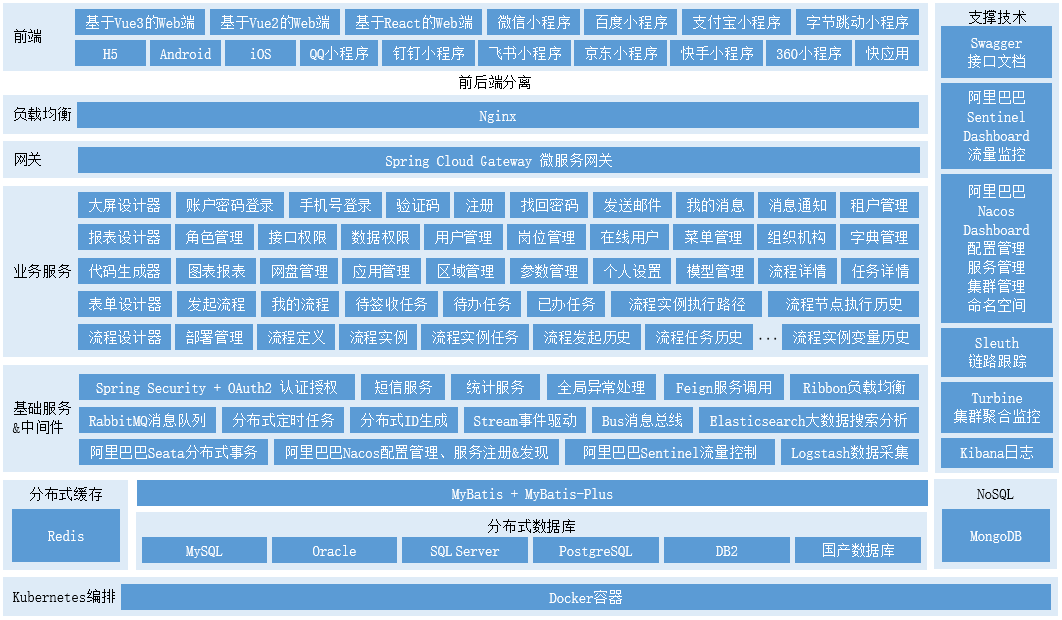 前端
基于Vue3的Web端
基于Vue2的Web端
基于React的Web端
微信小程序
百度小程序
支付宝小程序
字节跳动小程序
H5
Android
iOS
QQ小程序
钉钉小程序
飞书小程序
京东小程序
快手小程序
360小程序
快应用
前后端分离
负载均衡
Nginx
网关
Spring Cloud Gateway 微服务网关
业务服务
大屏设计器
账户密码登录
手机号登录
验证码
注册
找回密码
发送邮件
我的消息
消息通知
租户管理
报表设计器
角色管理
接口权限
数据权限
用户管理
岗位管理
在线用户
菜单管理
组织机构
字典管理
代码生成器
图表报表
网盘管理
应用管理
区域管理
参数管理
个人设置
模型管理
流程详情
任务详情
表单设计器
发起流程
我的流程
待签收任务
待办任务
已办任务
流程实例执行路径
流程节点执行历史
流程设计器
部署管理
流程定义
流程实例
流程实例任务
流程发起历史
流程任务历史
...
流程实例变量历史
基础服务
&中间件
Spring Security + OAuth2 认证授权
短信服务
统计服务
全局异常处理
Feign服务调用
Ribbon负载均衡
RabbitMQ消息队列
分布式定时任务
分布式ID生成
Stream事件驱动
Bus消息总线
Elasticsearch大数据搜索分析
阿里巴巴Seata分布式事务
阿里巴巴Nacos配置管理、服务注册&发现
阿里巴巴Sentinel流量控制
Logstash数据采集
支撑技术
Swagger
接口文档
阿里巴巴
Sentinel
Dashboard
流量监控
阿里巴巴
Nacos
Dashboard
配置管理
服务管理
集群管理
命名空间
Sleuth
链路跟踪
Turbine
集群聚合监控
Kibana日志
分布式缓存
Redis
MyBatis + MyBatis-Plus
分布式数据库
MySQL
Oracle
SQL Server
PostgreSQL
DB2
国产数据库
NoSQL
MongoDB
Kubernetes编排
Docker容器